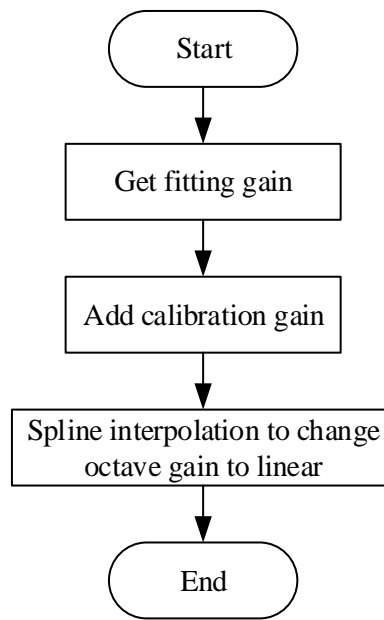 Start
Get fitting gain
Add calibration gain
Spline interpolation to change
octave gain to linear
End